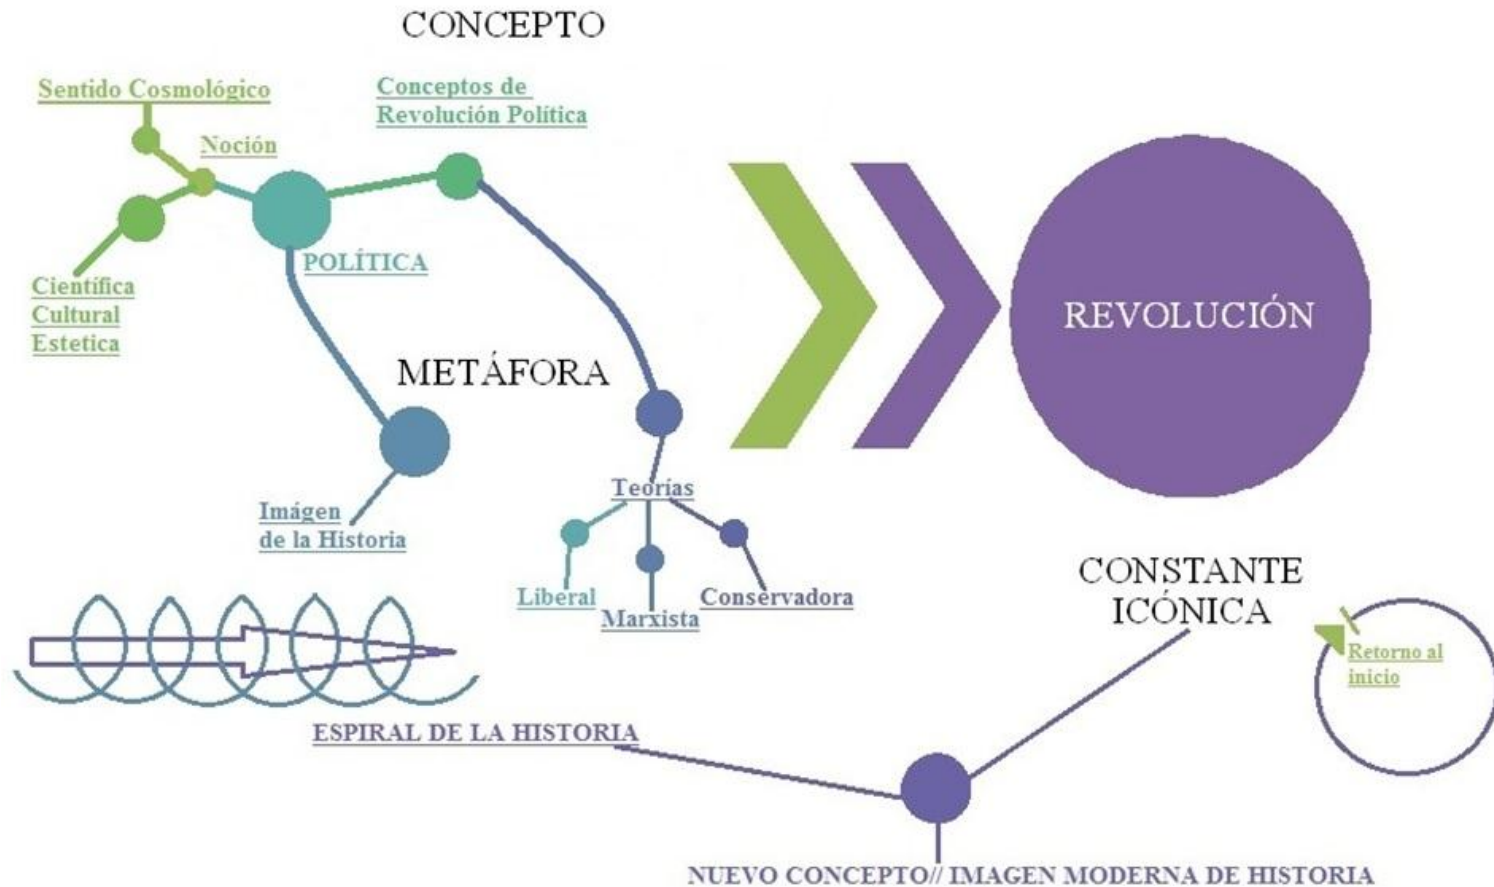 CONCEPTO
Sentido Cosmológico
Conceptos de
Revolución Política
Noción
POLÍTICA
Científica
Cultural
Estetica
REVOLUCIÓN
METÁFORA
Imágen
de la Historia
Teorías
Liberal
Marxista
Conservadora
CONSTANTE
ICÓNICA
Retorno al
inicio
ESPIRAL DE LA HISTORIA
NUEVO CONCEPTO// IMAGEN MODERNA DE HISTORIA